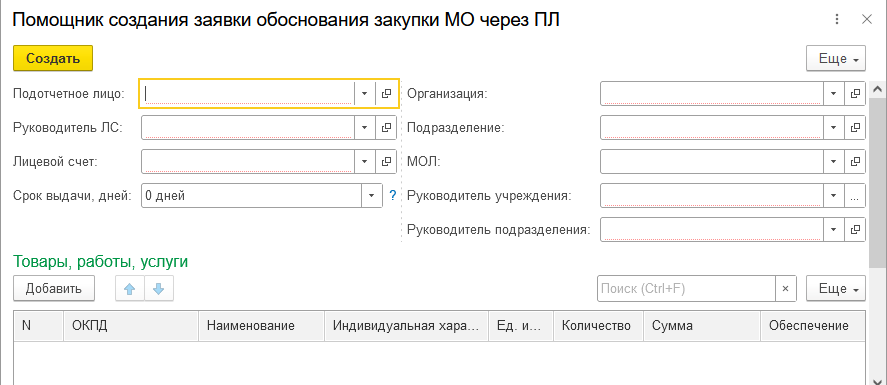 Помощник создания заявки обоснования закупки МО через ПЛ
Создать
Еще
Подотчетное лицо:
Организация:
Руководитель ЛС:
Подразделение:
Лицевой счет:
МОЛ:
Срок выдачи, дней: 0 дней ?
Руководитель учреждения: ...
Руководитель подразделения:
Товары, работы, услуги
Добавить
Поиск (Ctrl+F) ×
Еще
N ОКПД Наименование Индивидуальная хара... Ед. и... Количество Сумма Обеспечение